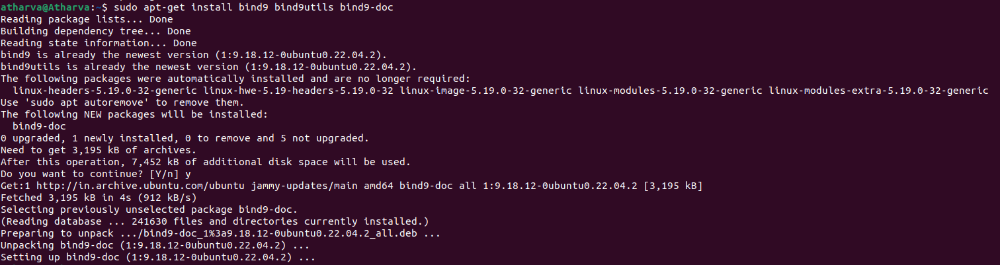 atharva@Atharva:~$ sudo apt-get install bind9 bind9utils bind9-doc
Reading package lists... Done
Building dependency tree... Done
Reading state information... Done
bind9 is already the newest version (1:9.18.12-0ubuntu0.22.04.2).
bind9utils is already the newest version (1:9.18.12-0ubuntu0.22.04.2).
The following packages were automatically installed and are no longer required:
  linux-headers-5.19.0-32-generic linux-hwe-5.19-headers-5.19.0-32 linux-image-5.19.0-32-generic linux-modules-5.19.0-32-generic linux-modules-extra-5.19.0-32-generic
Use 'sudo apt autoremove' to remove them.
The following NEW packages will be installed:
  bind9-doc
0 upgraded, 1 newly installed, 0 to remove and 5 not upgraded.
Need to get 3,195 kB of archives.
After this operation, 7,452 kB of additional disk space will be used.
Do you want to continue? [Y/n] y
Get:1 http://in.archive.ubuntu.com/ubuntu jammy-updates/main amd64 bind9-doc all 1:9.18.12-0ubuntu0.22.04.2 [3,195 kB]
Fetched 3,195 kB in 4s (912 kB/s)
Selecting previously unselected package bind9-doc.
(Reading database ... 241630 files and directories currently installed.)
Preparing to unpack .../bind9-doc_1%3a9.18.12-0ubuntu0.22.04.2_all.deb ...
Unpacking bind9-doc (1:9.18.12-0ubuntu0.22.04.2) ...
Setting up bind9-doc (1:9.18.12-0ubuntu0.22.04.2) ...